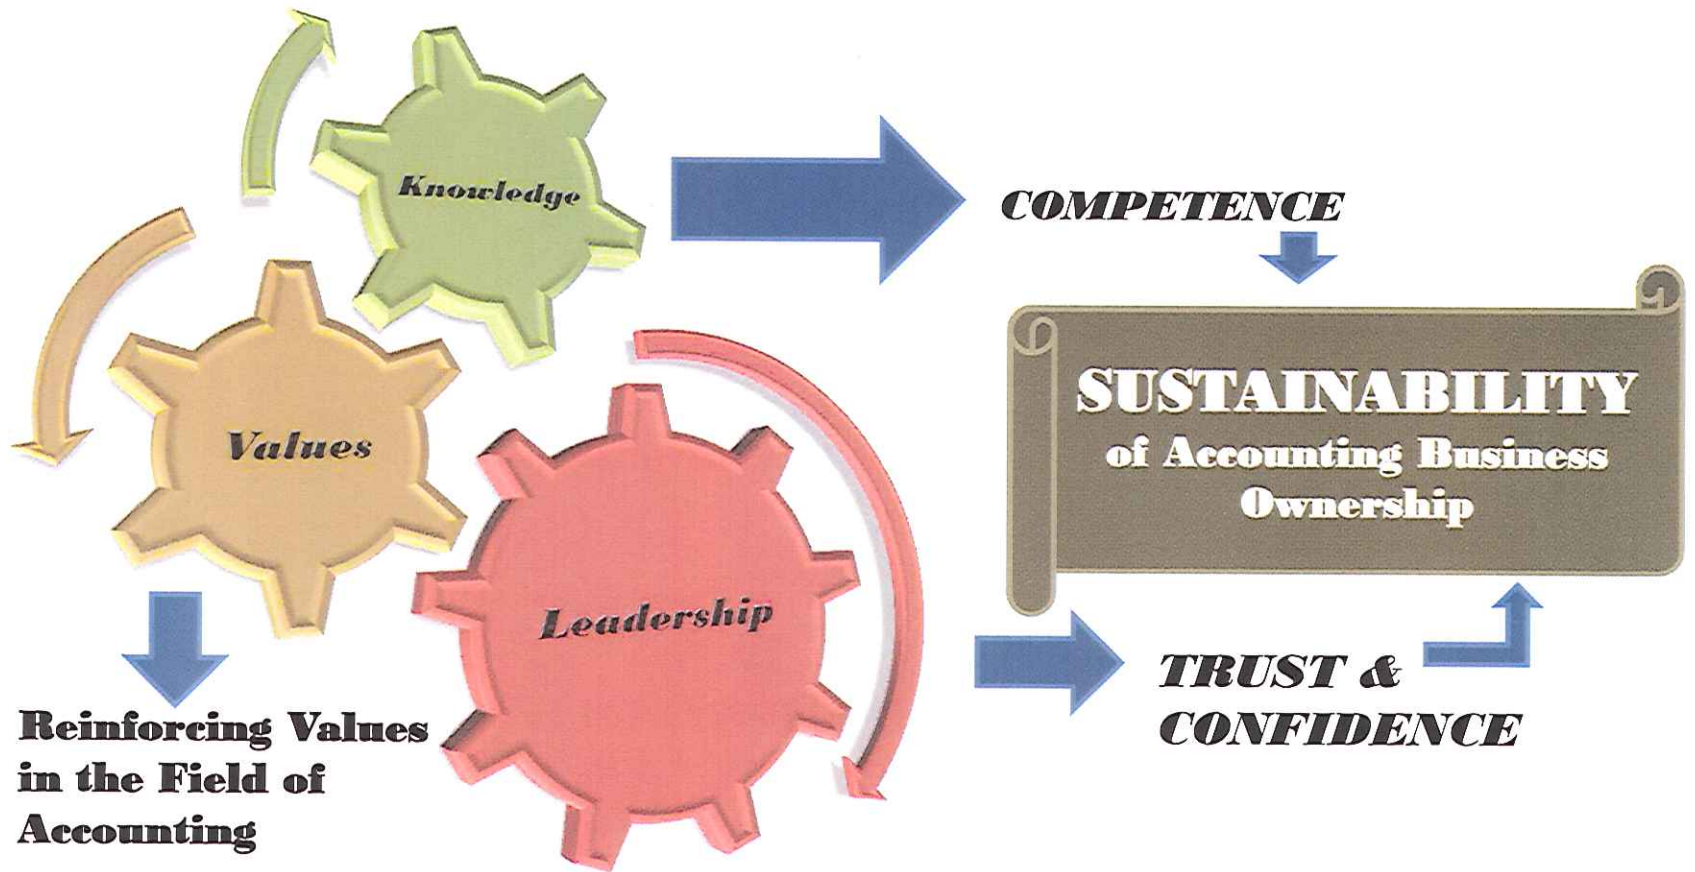 Knowledge
COMPETENCE
SUSTAINABILITY
of Accounting Business
Ownership
Values
Leadership
TRUST &
CONFIDENCE
Reinforcing Values
in the Field of
Accounting